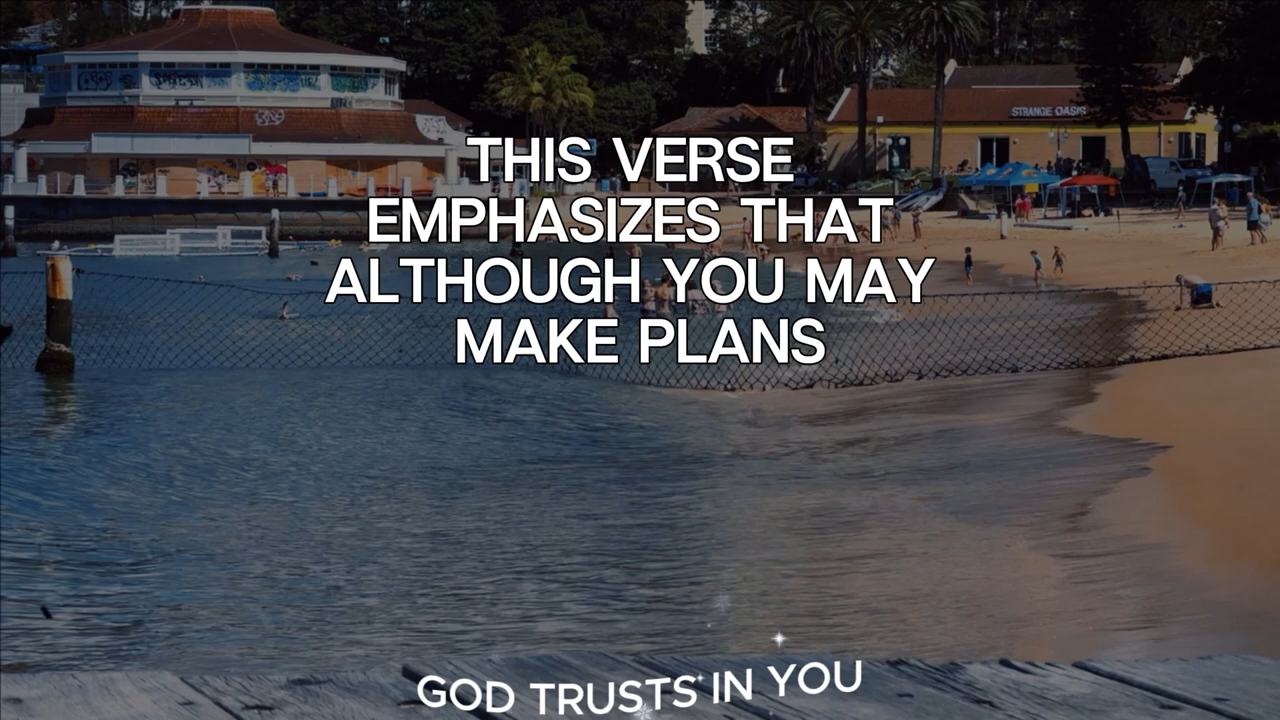 STRANGE OASIS
THIS VERSE
EMPHASIZES THAT
ALTHOUGH YOU MAY
MAKE PLANS
GOD TRUSTS IN YOU